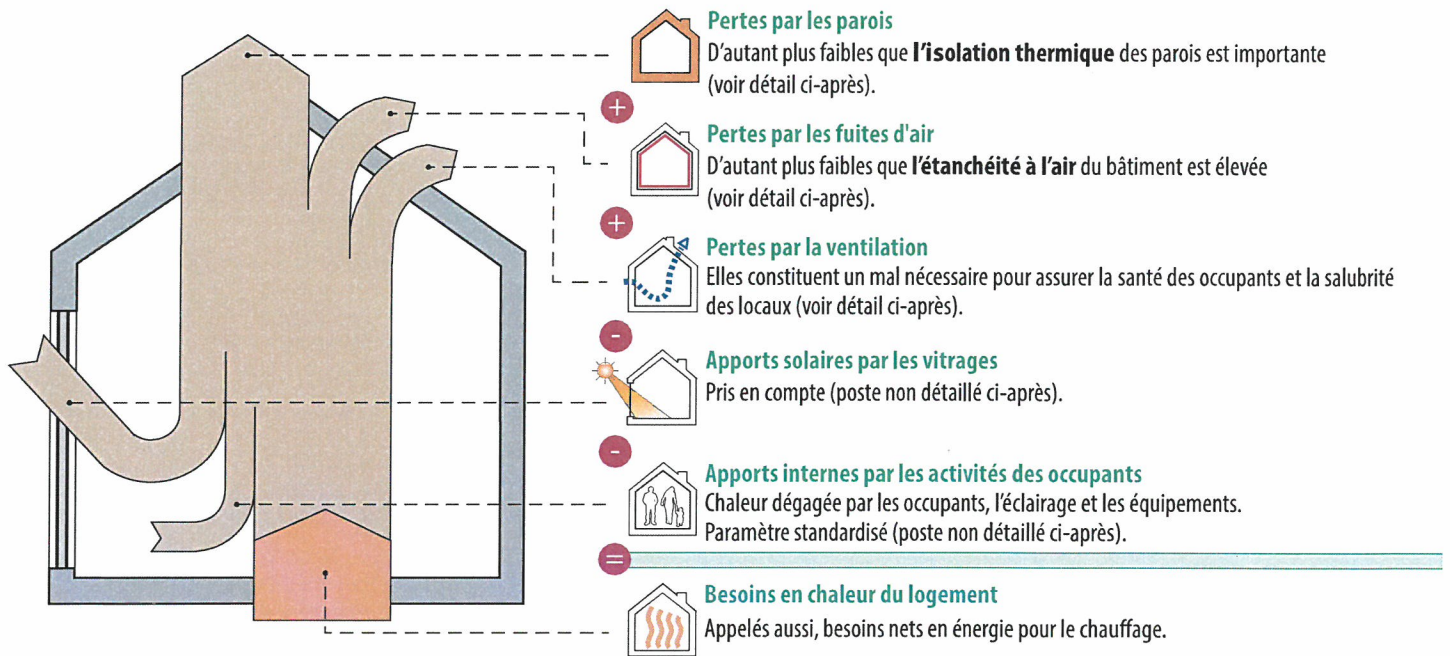 Pertes par les parois
D'autant plus faibles que l'isolation thermique des parois est importante
(voir détail ci-après).
+
Pertes par les fuites d'air
D'autant plus faibles que l'étanchéité à l'air du bâtiment est élevée
(voir détail ci-après).
+
Pertes par la ventilation
Elles constituent un mal nécessaire pour assurer la santé des occupants et la salubrité
des locaux (voir détail ci-après).
-
Apports solaires par les vitrages
Pris en compte (poste non détaillé ci-après).
-
Apports internes par les activités des occupants
Chaleur dégagée par les occupants, l'éclairage et les équipements.
Paramètre standardisé (poste non détaillé ci-après).
=
Besoins en chaleur du logement
Appelés aussi, besoins nets en énergie pour le chauffage.